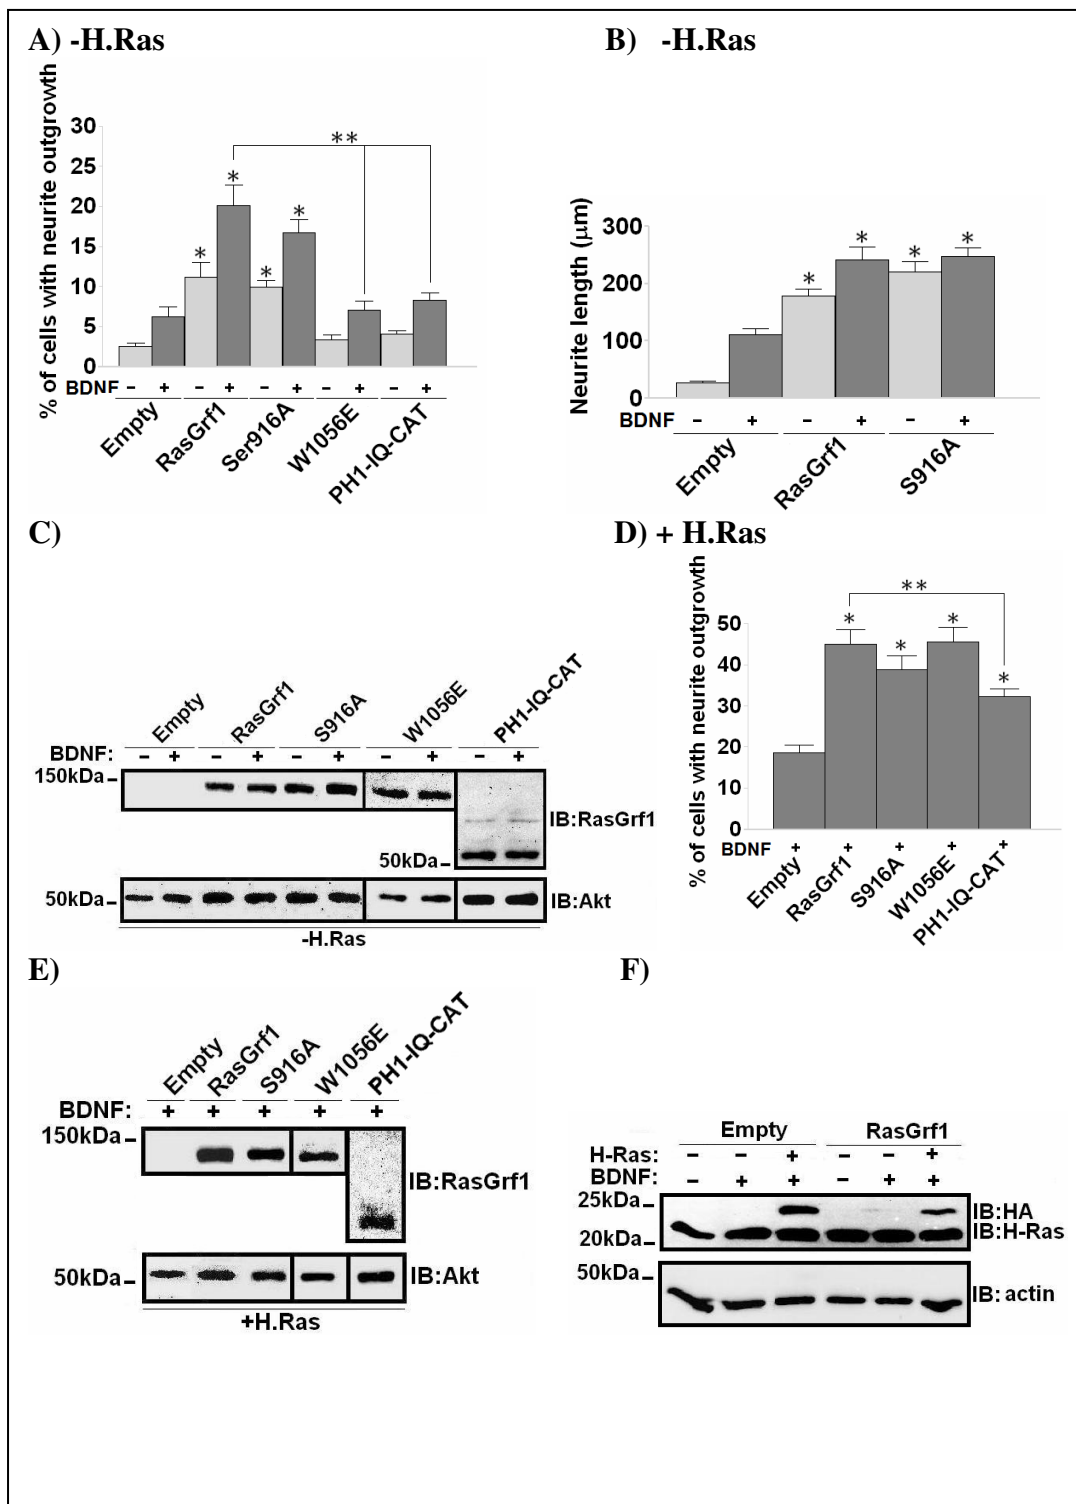 A) -H.Ras
% of cells with neurite outgrowth
30
25
20
15
10
5
0
**
* * * *
BDNF - + - + - + - + - +
Empty
RasGrf1
Ser916A
W1056E
PH1-IQ-CAT
B) -H.Ras
Neurite length (µm)
300
200
100
0
* * * *
BDNF - + - + - +
Empty
RasGrf1
S916A
C)
Empty
RasGrf1
S916A
W1056E
PH1-IQ-CAT
BDNF: - + - + - + - + - +
150kDa
IB:RasGrf1
50kDa
50kDa
IB:Akt
-H.Ras
D) + H.Ras
% of cells with neurite outgrowth
50
40
30
20
10
0
**
* * * *
BDNF + + + + +
Empty
RasGrf1
S916A
W1056E
PH1-IQ-CAT
E)
Empty
RasGrf1
S916A
W1056E
PH1-IQ-CAT
BDNF: + + + + +
150kDa
IB:RasGrf1
50kDa
IB:Akt
+H.Ras
F)
Empty RasGrf1
H-Ras: - - + - - +
BDNF: - + + - + +
25kDa
IB:HA
IB:H-Ras
20kDa
50kDa
IB: actin